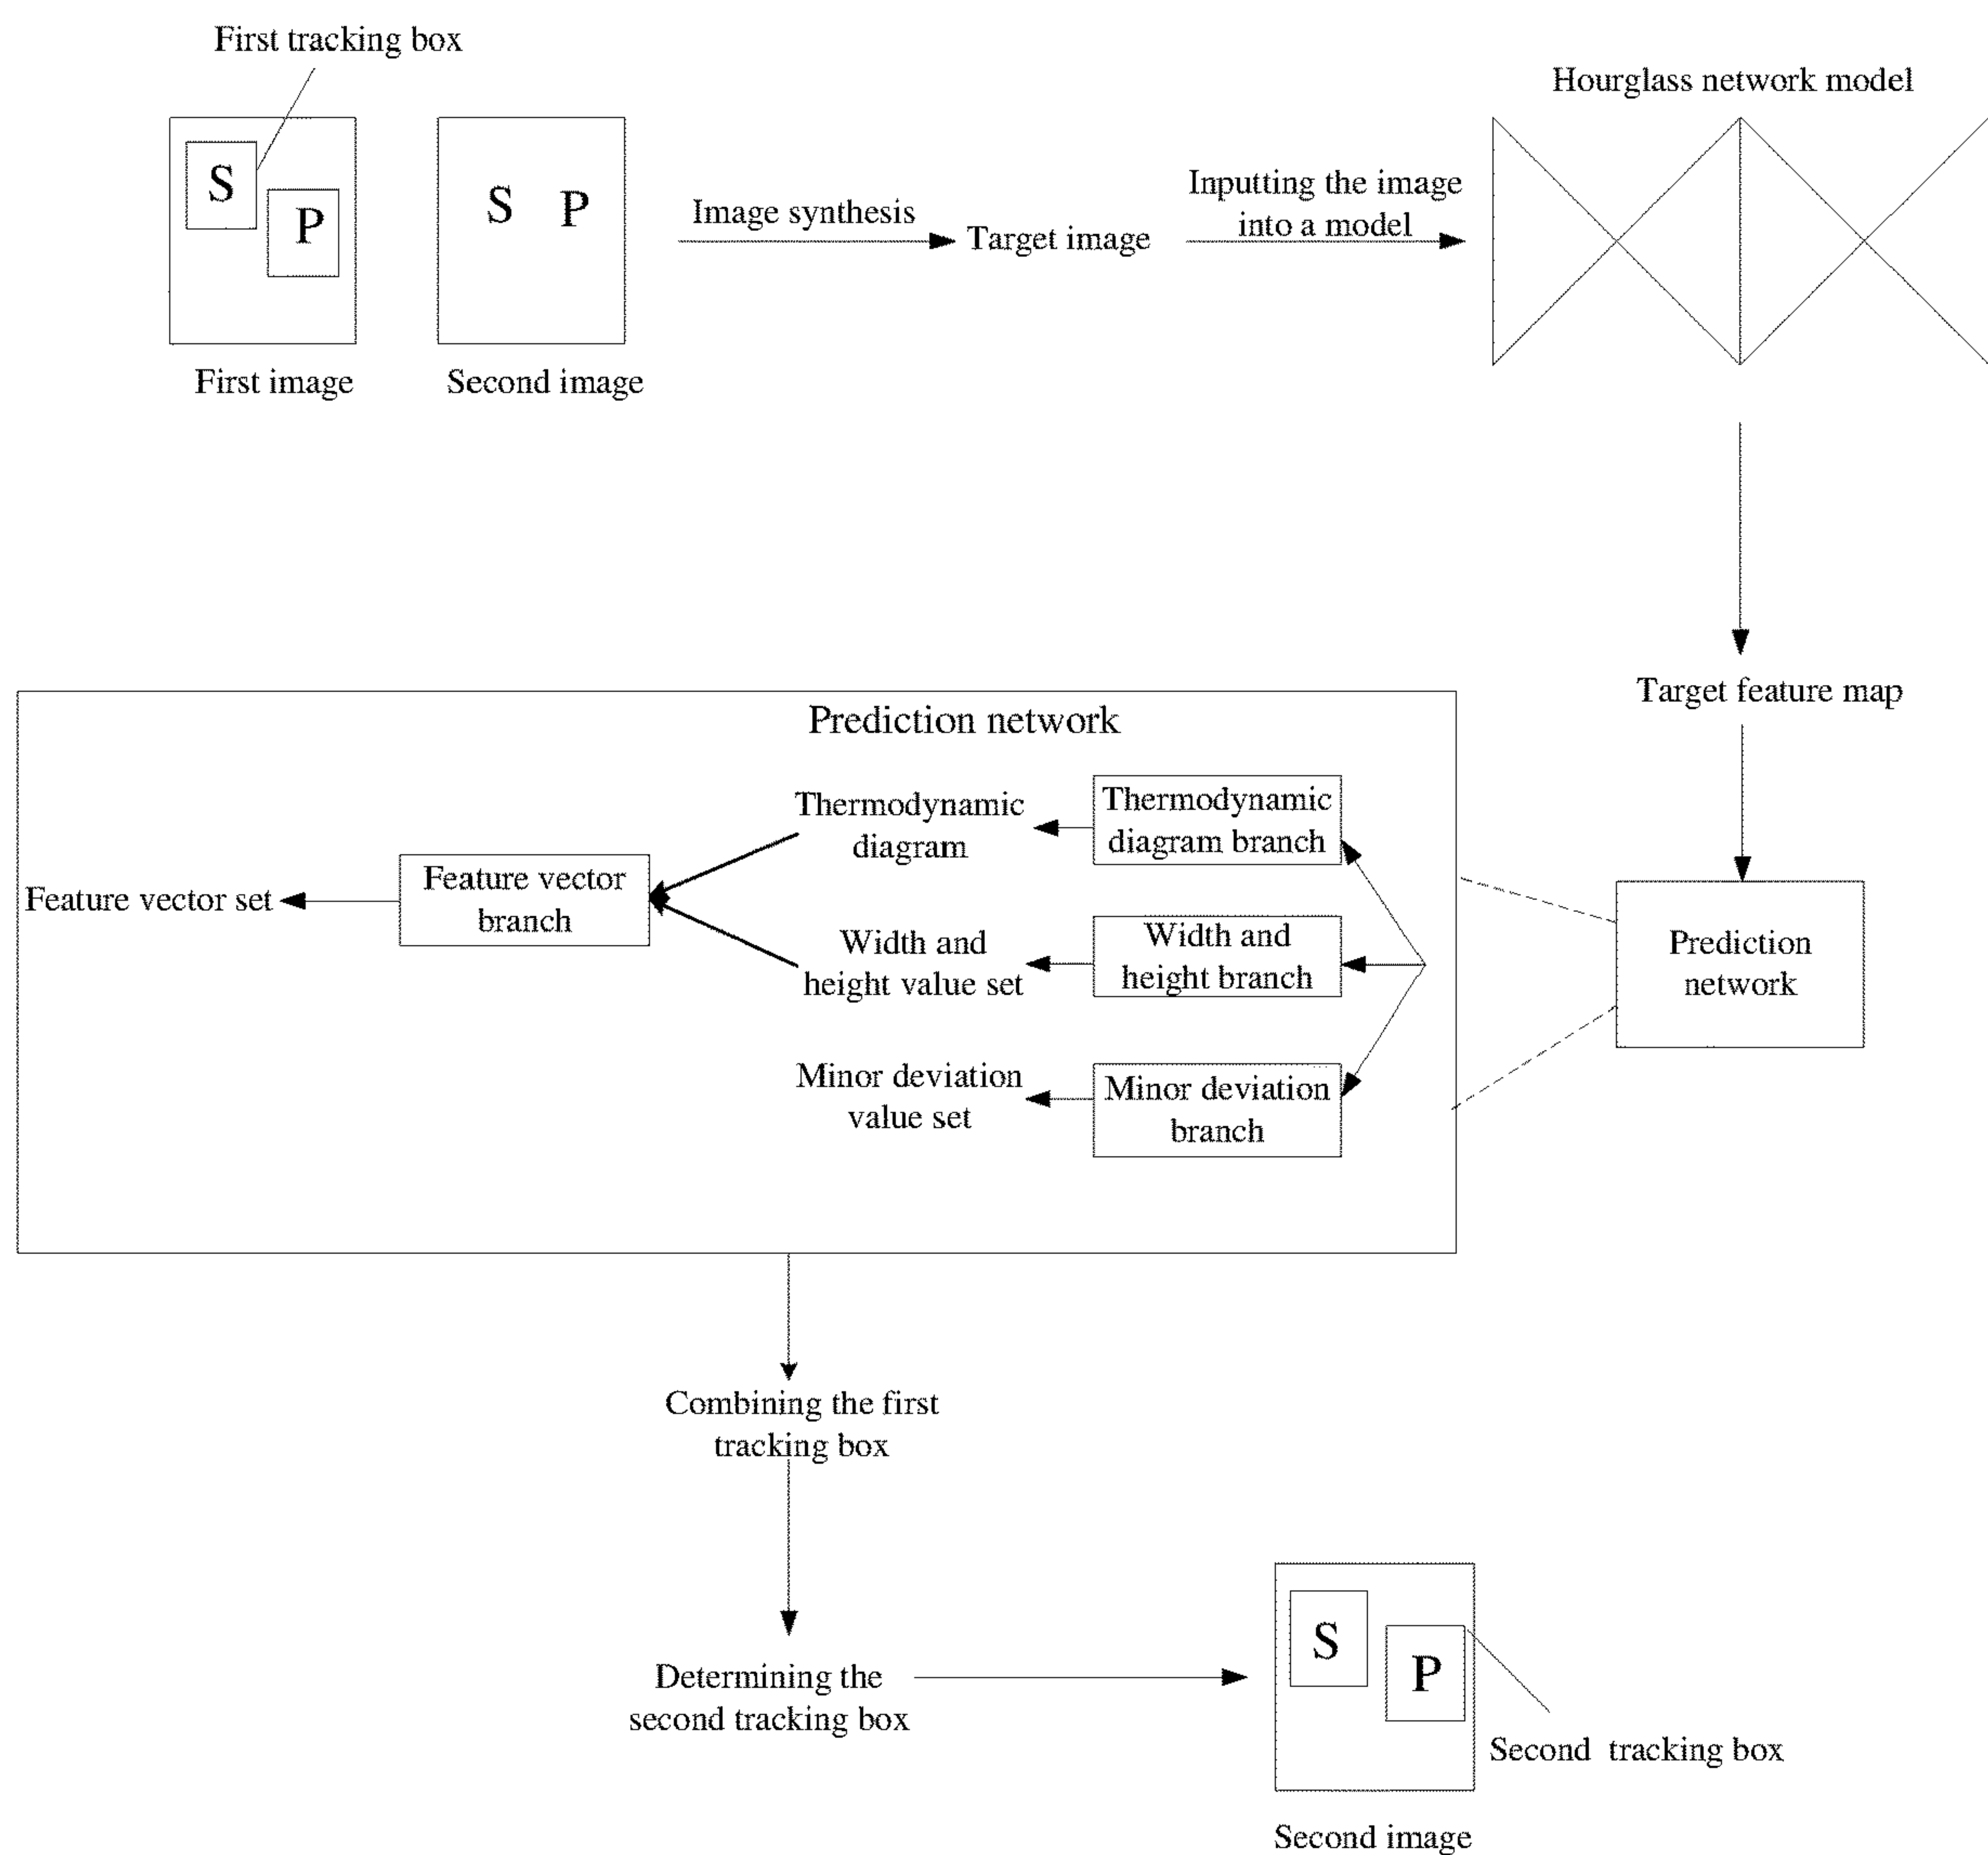 First tracking box
Hourglass network model
S
P
S P
Image synthesis
Target image
Inputting the image
into a model
First image
Second image
Target feature map
Prediction network
Thermodynamic
diagram
Thermodynamic
diagram branch
Feature vector set
Feature vector
branch
Width and
height value set
Width and
height branch
Prediction
network
Minor deviation
value set
Minor deviation
branch
Combining the first
tracking box
Determining the
second tracking box
S
P
Second tracking box
Second image